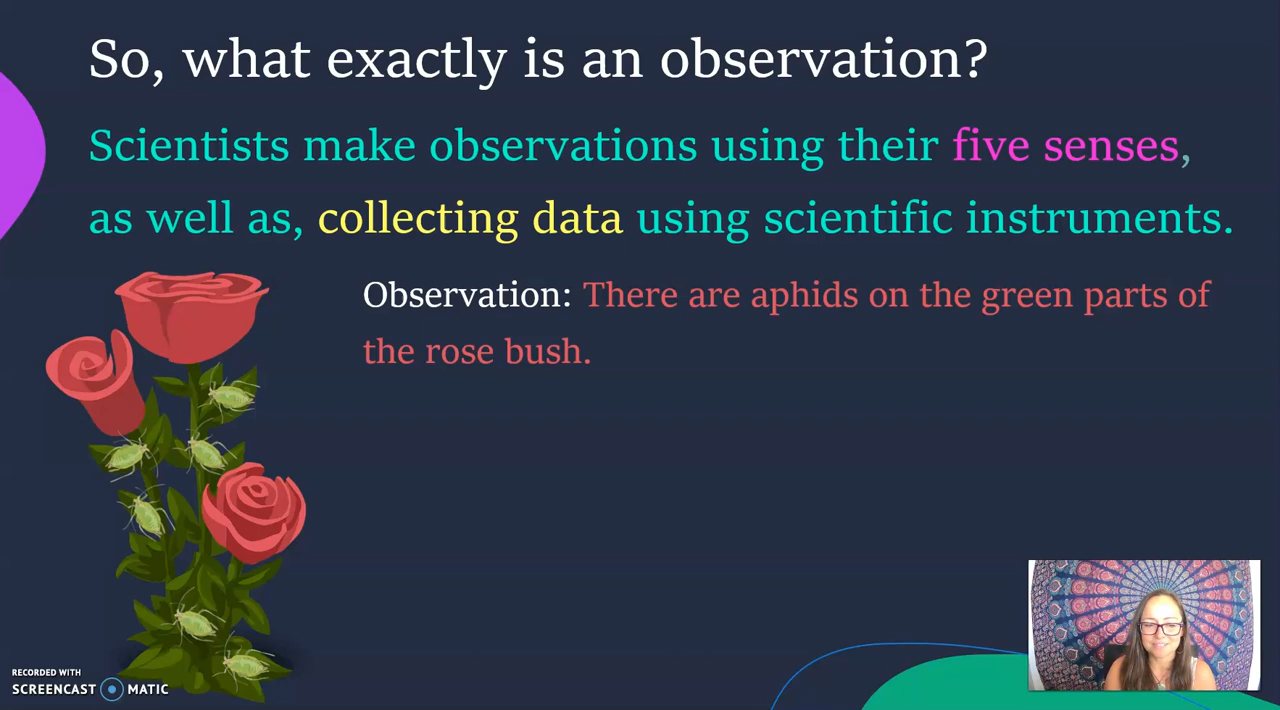 So, what exactly is an observation?
Scientists make observations using their five senses,
as well as, collecting data using scientific instruments.
Observation: There are aphids on the green parts of
the rose bush.
RECORDED WITH
SCREENCAST MATIC